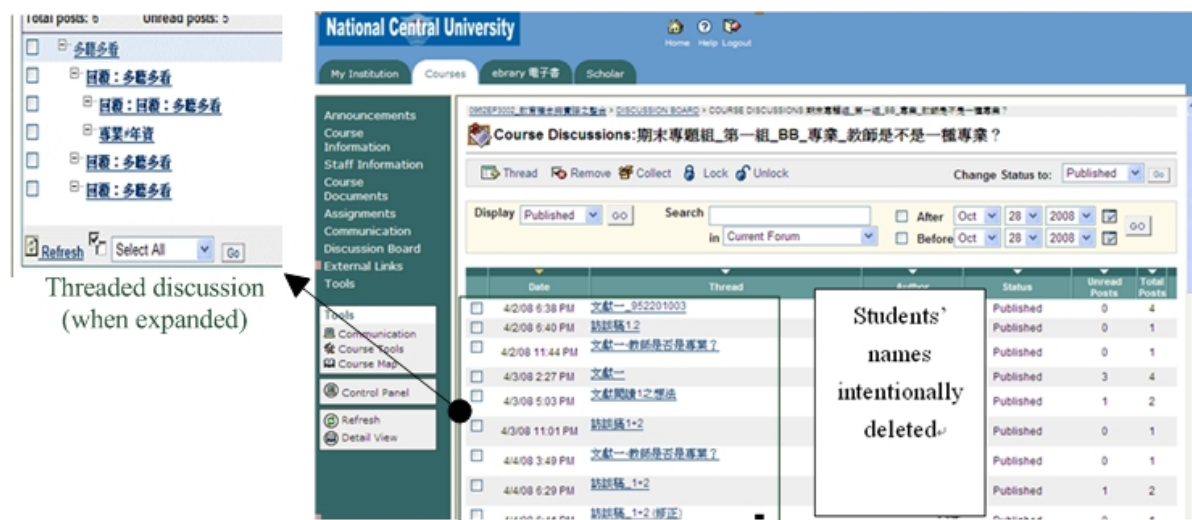 Total posts: 6 Unread posts: 5
多聽多看
回覆：多聽多看
回覆：回覆：多聽多看
專業≠年資
回覆：多聽多看
回覆：多聽多看
Refresh Select All Go
Threaded discussion
(when expanded)
National Central University
Home Help Logout
My Institution Courses ebrary 電子書 Scholar
Announcements
Course
Information
Staff Information
Course
Documents
Assignments
Communication
Discussion Board
External Links
Tools
Tools
Communication
Course Tools
Course Map
Control Panel
Refresh
Detail View
> DISCUSSION BOARD > COURSE DISCUSSIONS:
Course Discussions:期末專題組_第一組_BB_專業_教師是不是一種專業？
Thread Remove Collect Lock Unlock Change Status to: Published Go
Display Published GO Search After Oct 28 2008
in Current Forum Before Oct 28 2008 GO
Date Thread Author Status Unread Posts Total Posts
4/2/08 6:38 PM 文獻一_952201003 Published 0 4
4/2/08 6:40 PM 訪談稿1.2 Published 0 1
4/2/08 11:44 PM 文獻一-教師是否是專業？ Published 0 1
4/3/08 2:27 PM 文獻一 Published 3 4
4/3/08 5:03 PM 文獻閱讀12之想法 Published 1 2
4/3/08 11:01 PM 訪談稿1+2 Published 0 1
4/4/08 3:49 PM 文獻一-教師是否是專業？ Published 0 1
4/4/08 6:29 PM 訪談稿_1+2 Published 1 2
訪談稿_1+2 (修正)
Students’
names
intentionally
deleted